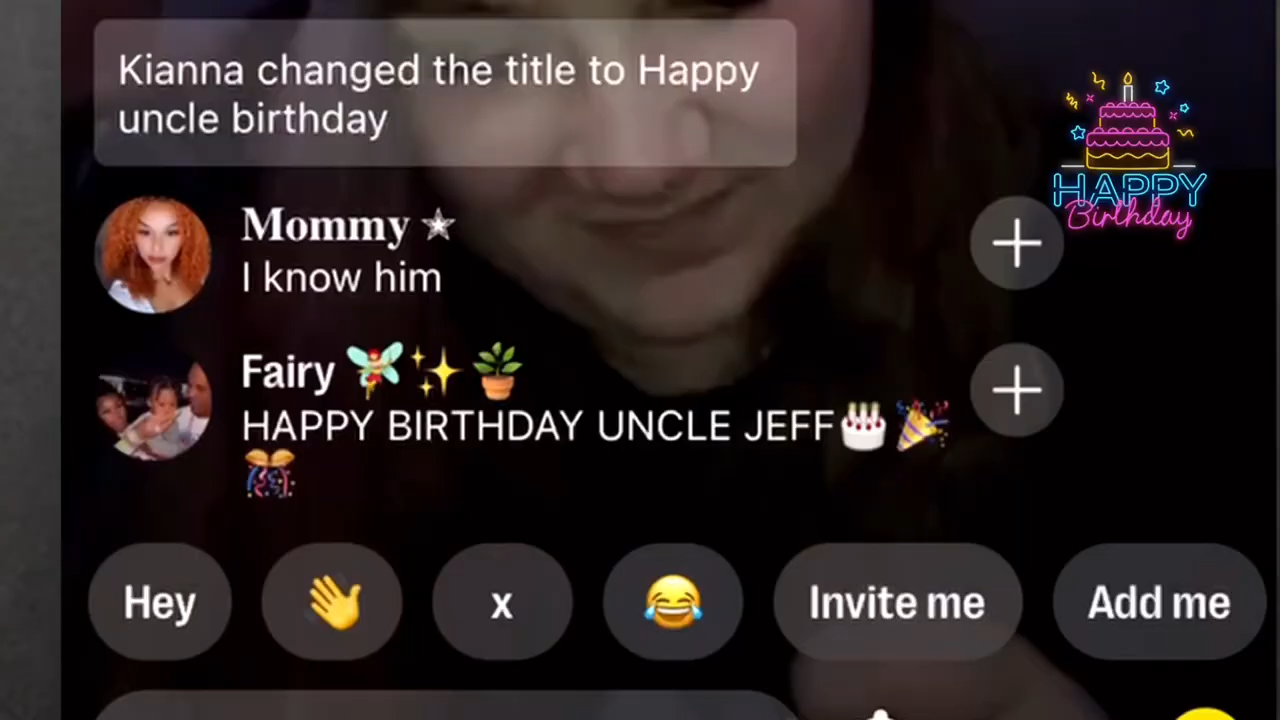 Kianna changed the title to Happy
uncle birthday
HAPPY
Birthday
Mommy ⭐
I know him
Fairy 🧚✨🪴
HAPPY BIRTHDAY UNCLE JEFF🎂🎉
🎊
Hey
👋
x
😂
Invite me
Add me